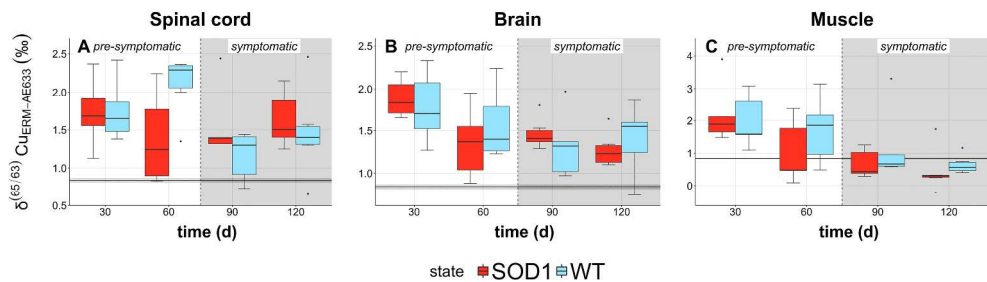 Spinal cord
Brain
Muscle
δ(65/63) CuERM–AE633 (‰)
A
pre-symptomatic
symptomatic
2.5
2.0
1.5
1.0
0.5
30
60
90
120
time (d)
B
pre-symptomatic
symptomatic
2.5
2.0
1.5
1.0
30
60
90
120
time (d)
C
pre-symptomatic
symptomatic
4
3
2
1
0
30
60
90
120
time (d)
state SOD1 WT